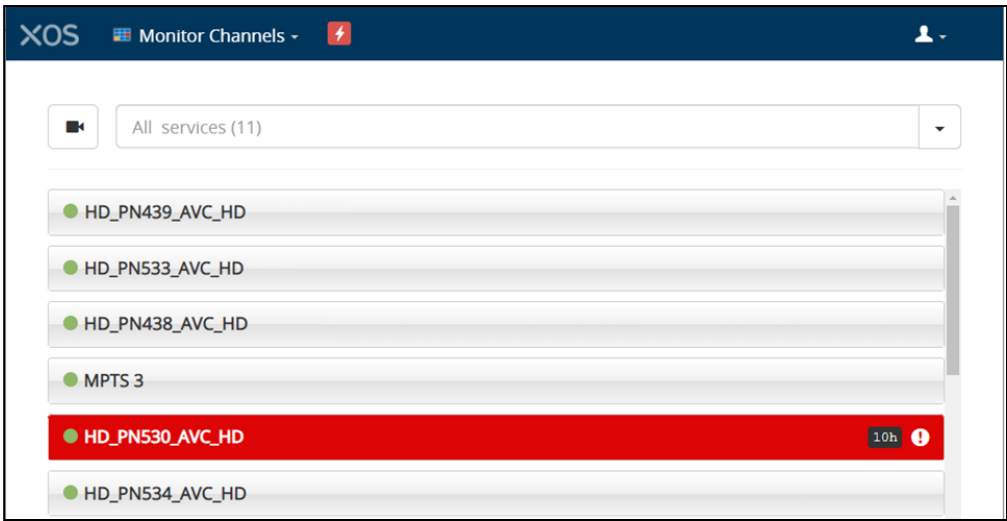 XOS Monitor Channels
All services (11)
HD_PN439_AVC_HD
HD_PN533_AVC_HD
HD_PN438_AVC_HD
MPTS 3
HD_PN530_AVC_HD 10h
HD_PN534_AVC_HD